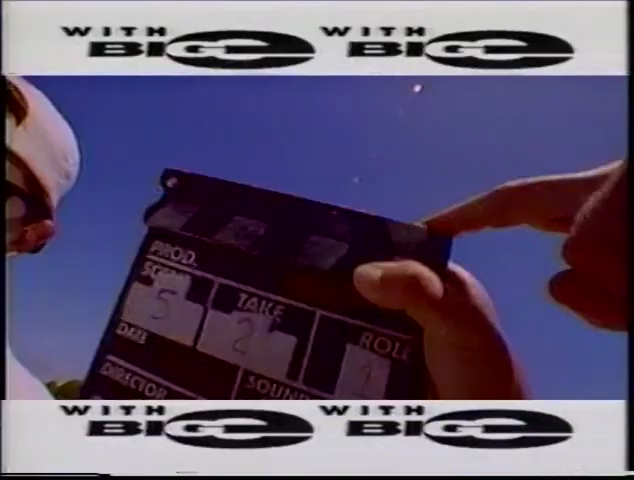 WITH WITH
BIG E BIG E
PROD.
SCENE TAKE ROLL
5 2 1
DATE
DIRECTOR SOUND
WITH WITH
BIG E BIG E